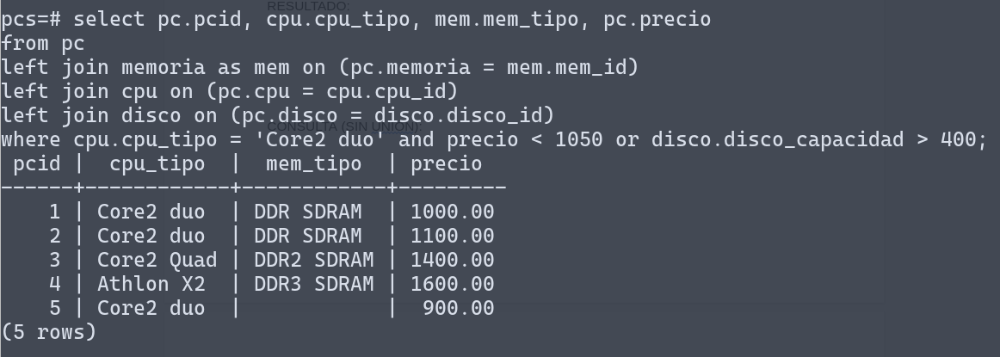 RESULTADO:
pcs=# select pc.pcid, cpu.cpu_tipo, mem.mem_tipo, pc.precio
from pc
left join memoria as mem on (pc.memoria = mem.mem_id)
left join cpu on (pc.cpu = cpu.cpu_id)
left join disco on (pc.disco = disco.disco_id)
CONSULTA (SIN UNION):
where cpu.cpu_tipo = 'Core2 duo' and precio < 1050 or disco.disco_capacidad > 400;
 pcid |  cpu_tipo  |  mem_tipo  | precio
------+------------+------------+---------
    1 | Core2 duo  | DDR SDRAM  | 1000.00
    2 | Core2 duo  | DDR SDRAM  | 1100.00
    3 | Core2 Quad | DDR2 SDRAM | 1400.00
    4 | Athlon X2  | DDR3 SDRAM | 1600.00
    5 | Core2 duo  |            |  900.00
(5 rows)